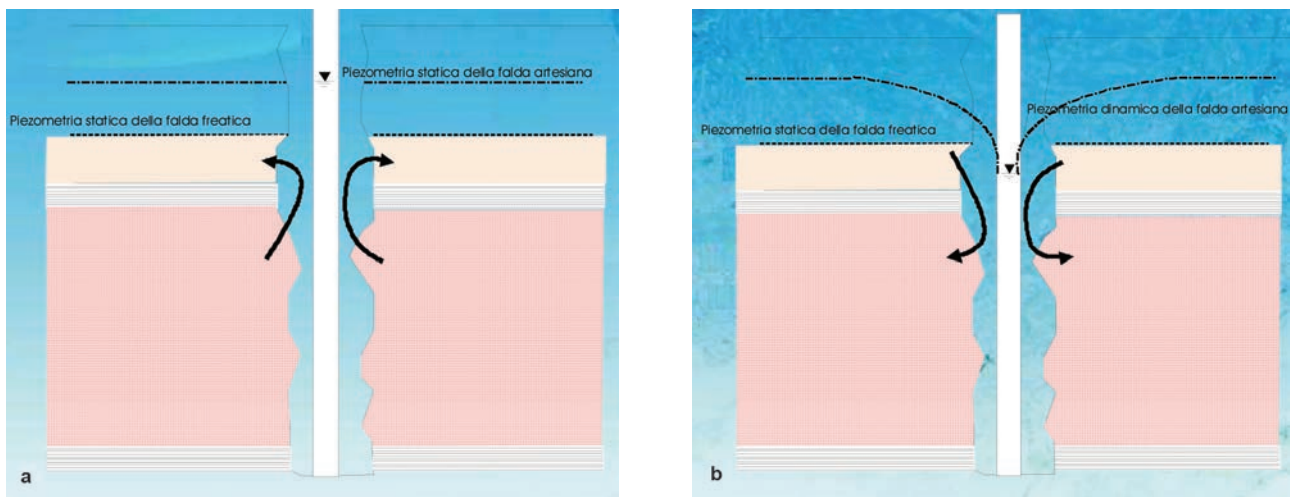 Piezometria statica della falda artesiana
Piezometria statica della falda freatica
a
Piezometria dinamica della falda artesiana
Piezometria statica della falda freatica
b